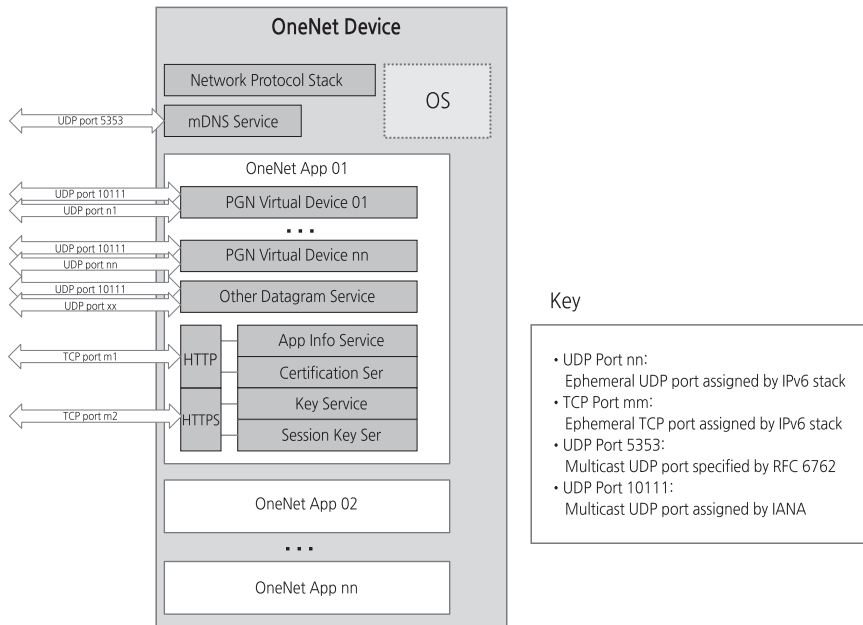 OneNet Device
Network Protocol Stack
OS
UDP port 5353
mDNS Service
OneNet App 01
UDP port 10111
PGN Virtual Device 01
UDP port n1
...
UDP port 10111
PGN Virtual Device nn
UDP port nn
UDP port 10111
Other Datagram Service
UDP port xx
TCP port m1
HTTP
App Info Service
Certification Ser
TCP port m2
HTTPS
Key Service
Session Key Ser
OneNet App 02
...
OneNet App nn
Key
• UDP Port nn:
Ephemeral UDP port assigned by IPv6 stack
• TCP Port mm:
Ephemeral TCP port assigned by IPv6 stack
• UDP Port 5353:
Multicast UDP port specified by RFC 6762
• UDP Port 10111:
Multicast UDP port assigned by IANA